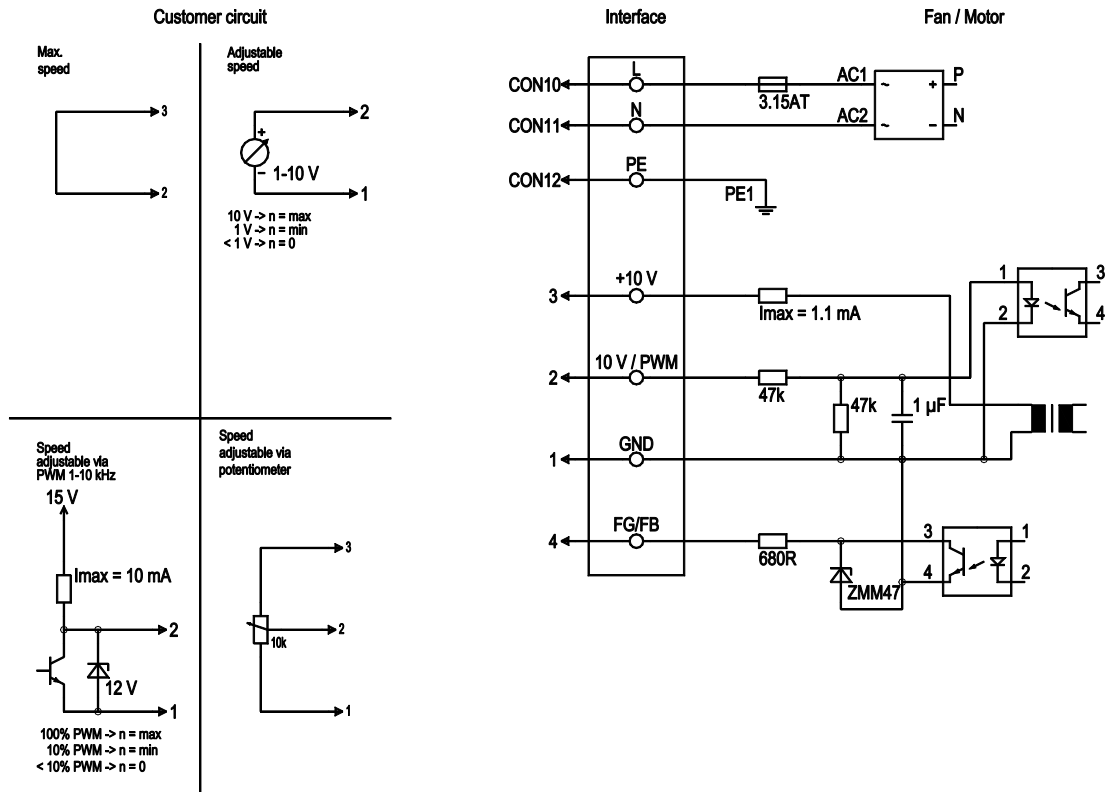 Customer circuit
Interface
Fan / Motor
Max.
speed
3
2
Adjustable
speed
2
+
− 1-10 V
1
10 V -> n = max
1 V -> n = min
< 1 V -> n = 0
Speed
adjustable via
PWM 1-10 kHz
15 V
Imax = 10 mA
2
12 V
1
100% PWM -> n = max
10% PWM -> n = min
< 10% PWM -> n = 0
Speed
adjustable via
potentiometer
3
2
10k
1
L
CON10
3.15AT
AC1
~ +
P
N
CON11
AC2
~ −
N
PE
CON12
PE1
+10 V
3
Imax = 1.1 mA
1
2
3
4
10 V / PWM
2
47k
47k
1 µF
GND
1
FG/FB
4
680R
ZMM47
3
4
1
2